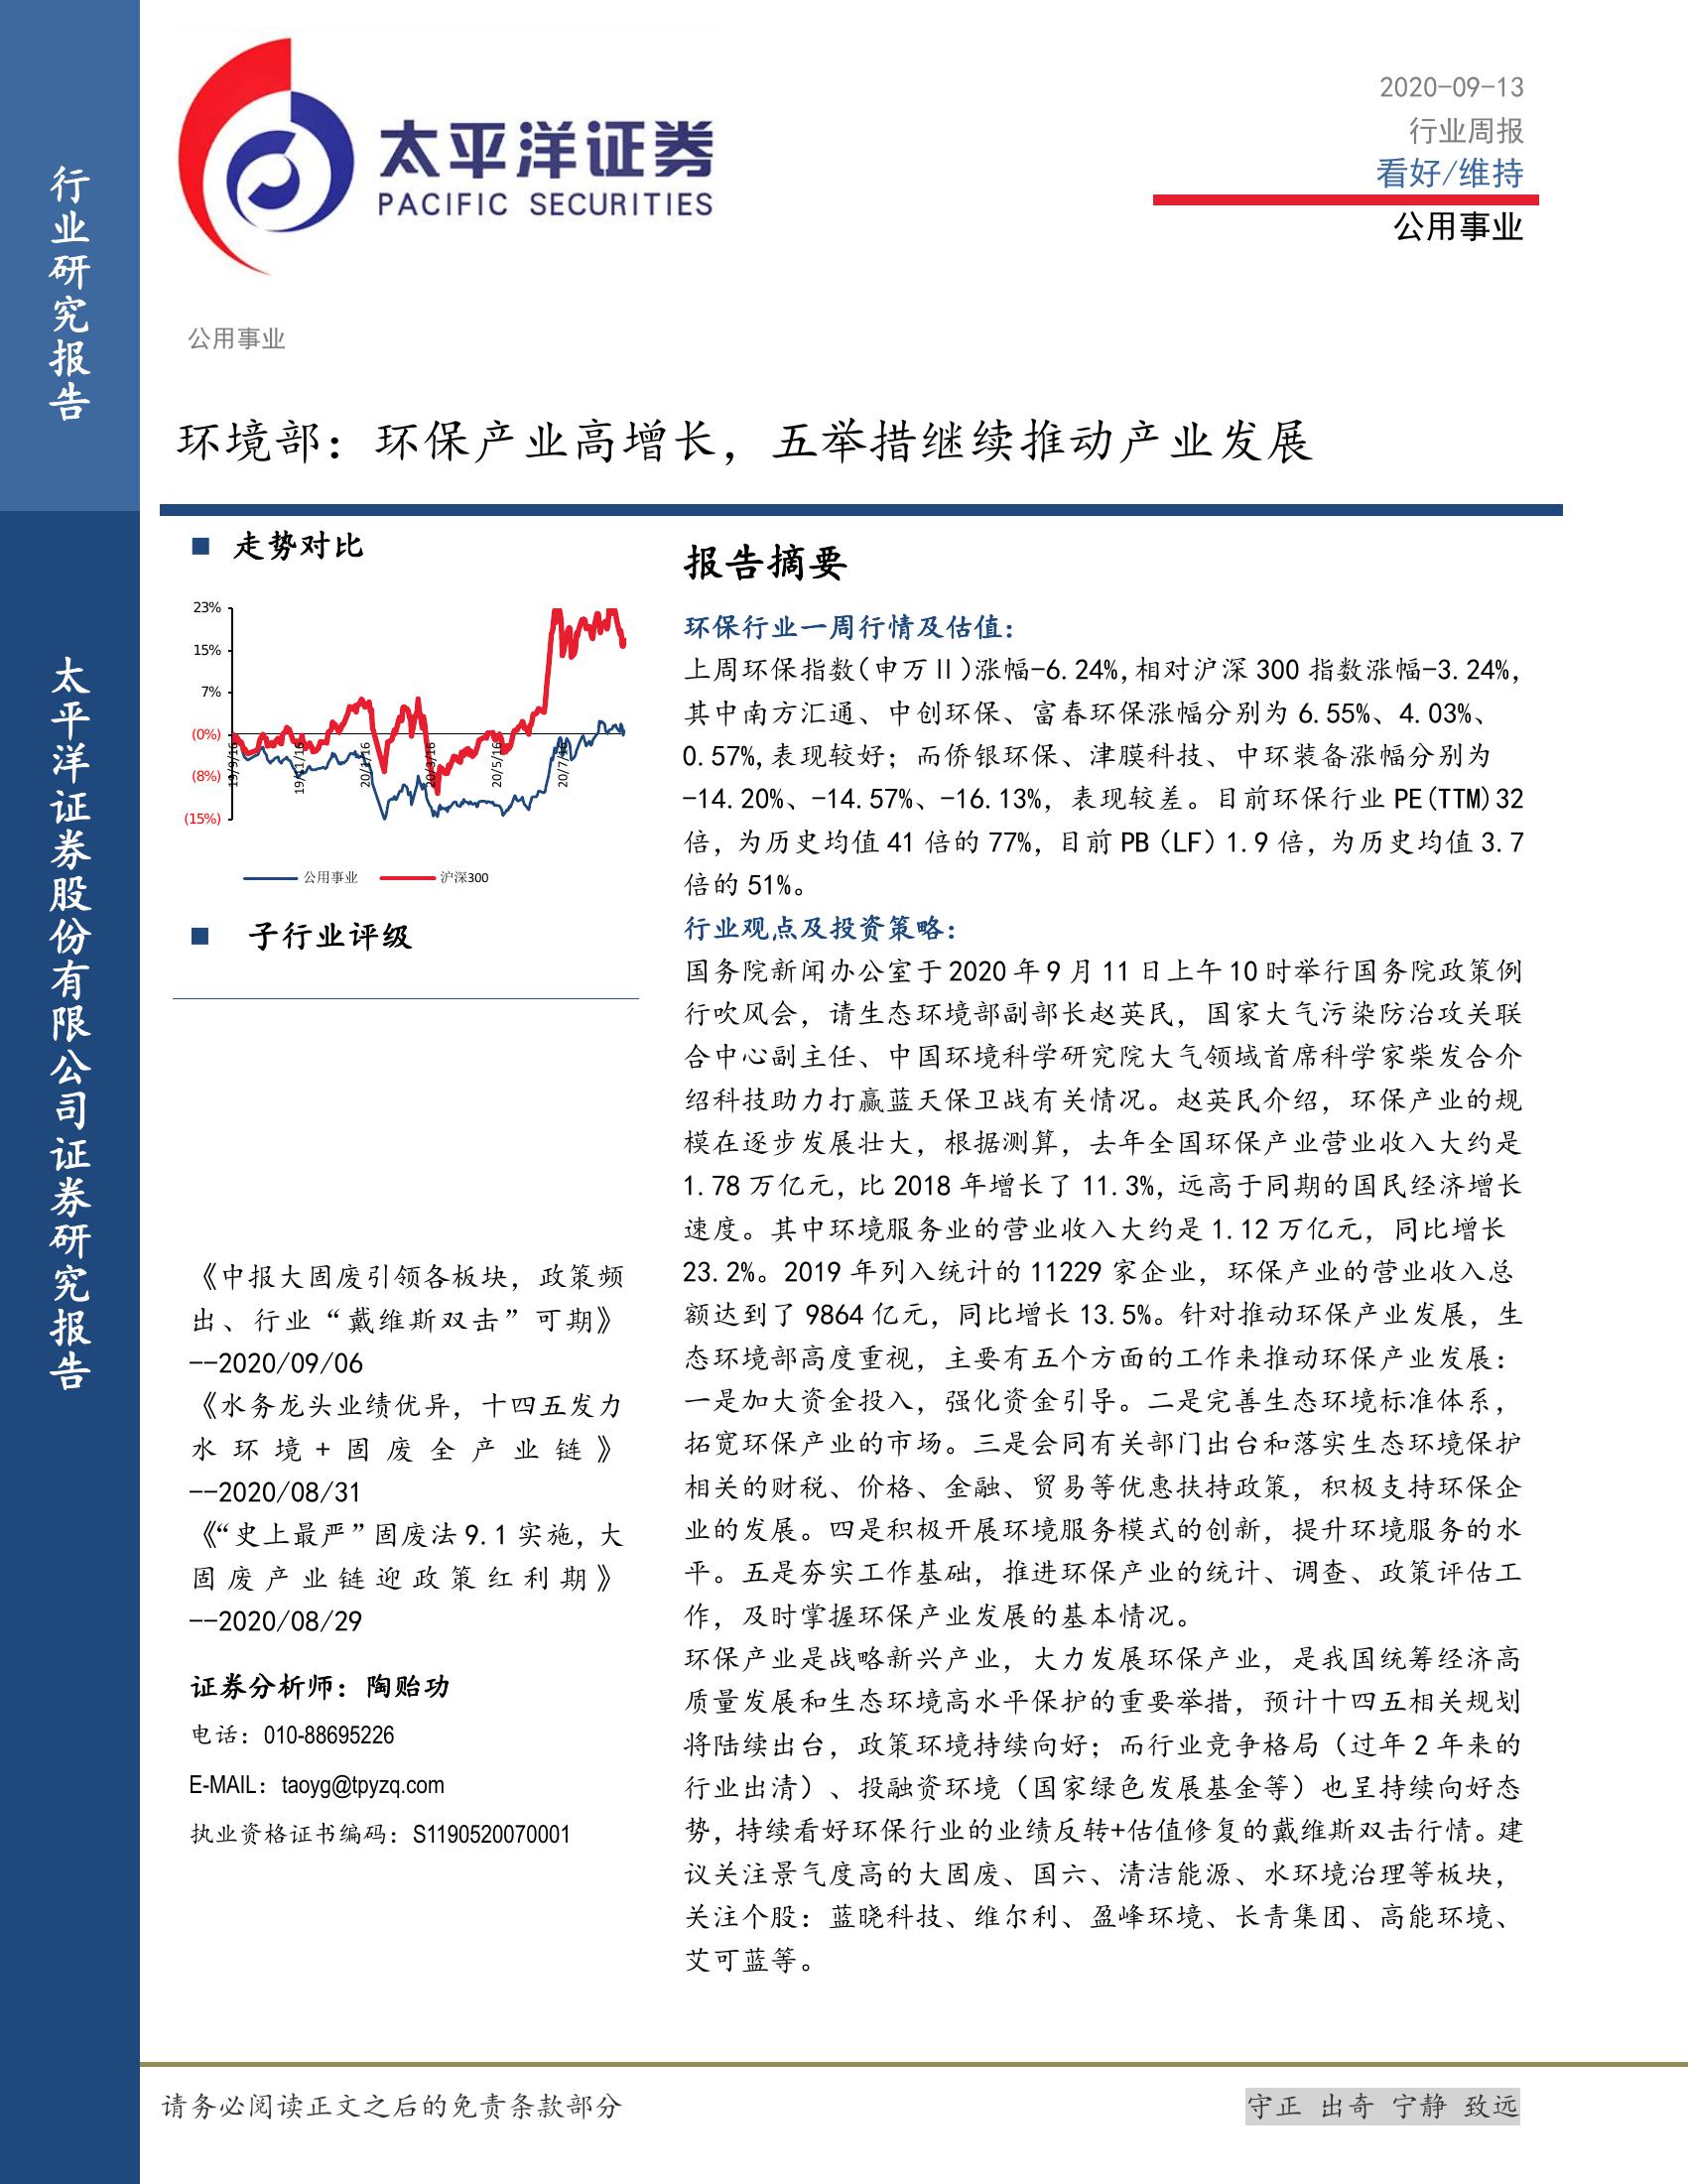 行业研究报告
太平洋证券股份有限公司证券研究报告
太平洋证券
PACIFIC SECURITIES
2020-09-13
行业周报
看好/维持
公用事业
公用事业
环境部：环保产业高增长，五举措继续推动产业发展
■ 走势对比
23%
15%
7%
(0%)
(8%)
(15%)
19/9/16
19/11/16
20/1/16
20/3/16
20/5/16
20/7/16
公用事业
沪深300
■ 子行业评级
《中报大固废引领各板块，政策频
出、行业“戴维斯双击”可期》
--2020/09/06
《水务龙头业绩优异，十四五发力
水环境+固废全产业链》
--2020/08/31
《“史上最严”固废法 9.1 实施，大
固废产业链迎政策红利期》
--2020/08/29
证券分析师：陶贻功
电话：010-88695226
E-MAIL：taoyg@tpyzq.com
执业资格证书编码：S1190520070001
报告摘要
环保行业一周行情及估值：
上周环保指数(申万Ⅱ)涨幅-6.24%,相对沪深 300 指数涨幅-3.24%,
其中南方汇通、中创环保、富春环保涨幅分别为 6.55%、4.03%、
0.57%,表现较好；而侨银环保、津膜科技、中环装备涨幅分别为
-14.20%、-14.57%、-16.13%，表现较差。目前环保行业 PE(TTM)32
倍，为历史均值 41 倍的 77%，目前 PB（LF）1.9 倍，为历史均值 3.7
倍的 51%。
行业观点及投资策略：
国务院新闻办公室于 2020 年 9 月 11 日上午 10 时举行国务院政策例
行吹风会，请生态环境部副部长赵英民，国家大气污染防治攻关联
合中心副主任、中国环境科学研究院大气领域首席科学家柴发合介
绍科技助力打赢蓝天保卫战有关情况。赵英民介绍，环保产业的规
模在逐步发展壮大，根据测算，去年全国环保产业营业收入大约是
1.78 万亿元，比 2018 年增长了 11.3%，远高于同期的国民经济增长
速度。其中环境服务业的营业收入大约是 1.12 万亿元，同比增长
23.2%。2019 年列入统计的 11229 家企业，环保产业的营业收入总
额达到了 9864 亿元，同比增长 13.5%。针对推动环保产业发展，生
态环境部高度重视，主要有五个方面的工作来推动环保产业发展：
一是加大资金投入，强化资金引导。二是完善生态环境标准体系，
拓宽环保产业的市场。三是会同有关部门出台和落实生态环境保护
相关的财税、价格、金融、贸易等优惠扶持政策，积极支持环保企
业的发展。四是积极开展环境服务模式的创新，提升环境服务的水
平。五是夯实工作基础，推进环保产业的统计、调查、政策评估工
作，及时掌握环保产业发展的基本情况。
环保产业是战略新兴产业，大力发展环保产业，是我国统筹经济高
质量发展和生态环境高水平保护的重要举措，预计十四五相关规划
将陆续出台，政策环境持续向好；而行业竞争格局（过年 2 年来的
行业出清）、投融资环境（国家绿色发展基金等）也呈持续向好态
势，持续看好环保行业的业绩反转+估值修复的戴维斯双击行情。建
议关注景气度高的大固废、国六、清洁能源、水环境治理等板块，
关注个股：蓝晓科技、维尔利、盈峰环境、长青集团、高能环境、
艾可蓝等。
请务必阅读正文之后的免责条款部分
守正 出奇 宁静 致远